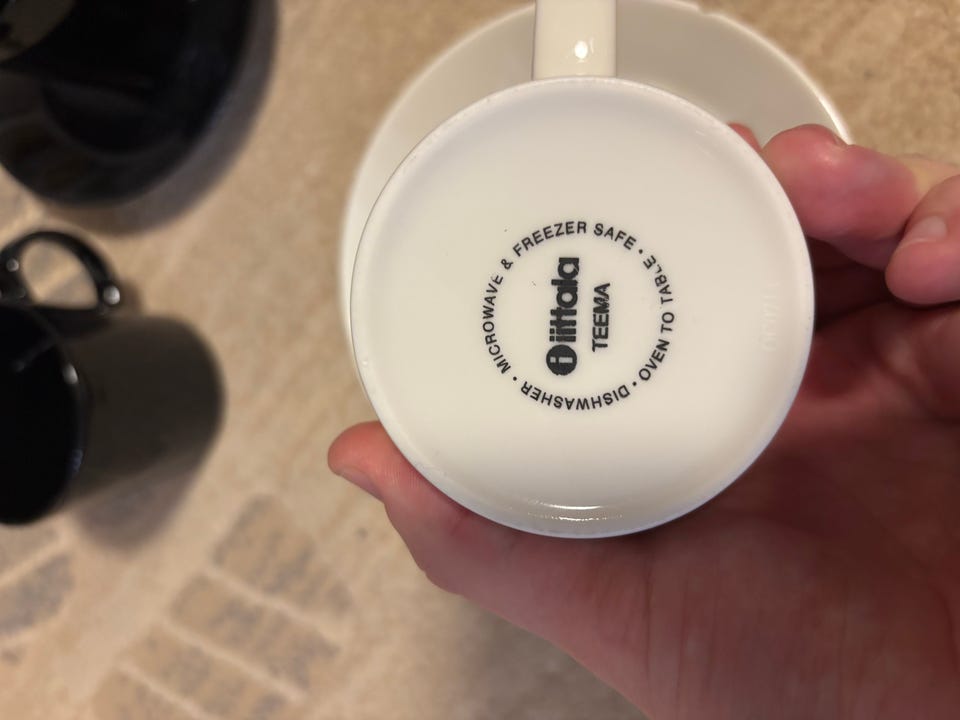 i iittala
TEEMA
OVEN TO TABLE • DISHWASHER • MICROWAVE & FREEZER SAFE •